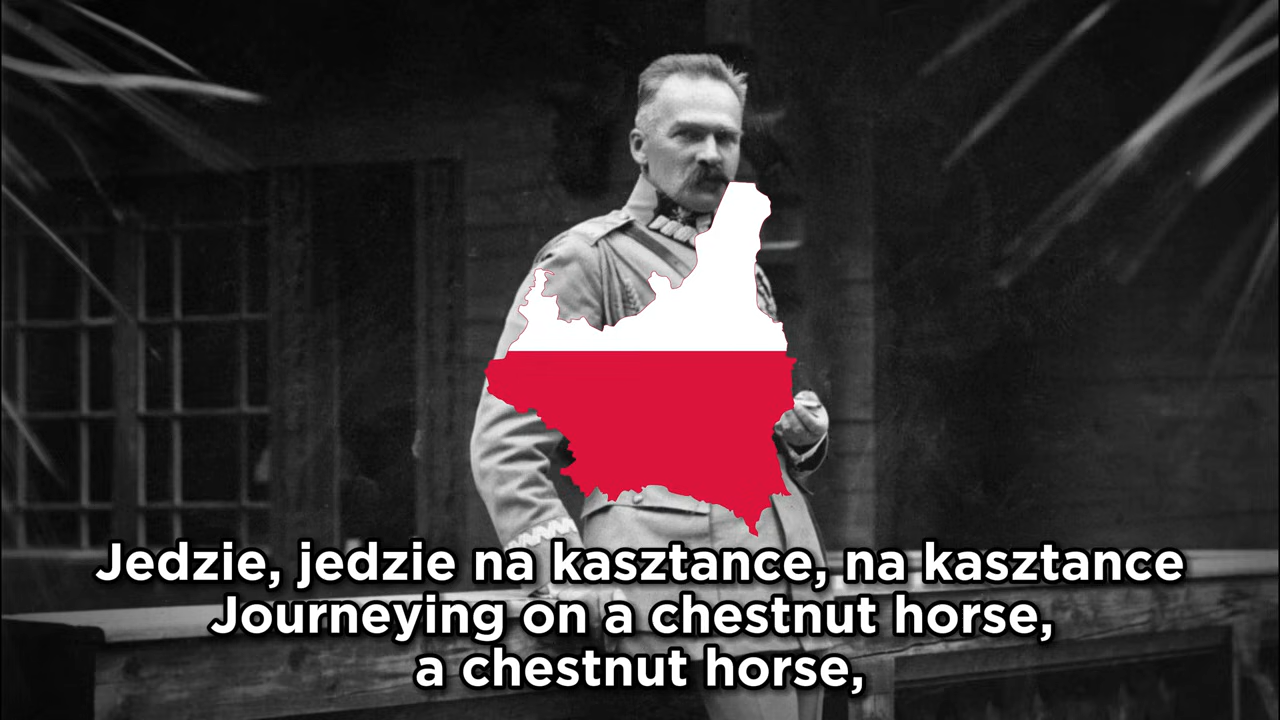 Jedzie, jedzie na kasztance, na kasztance
Journeying on a chestnut horse,
a chestnut horse,